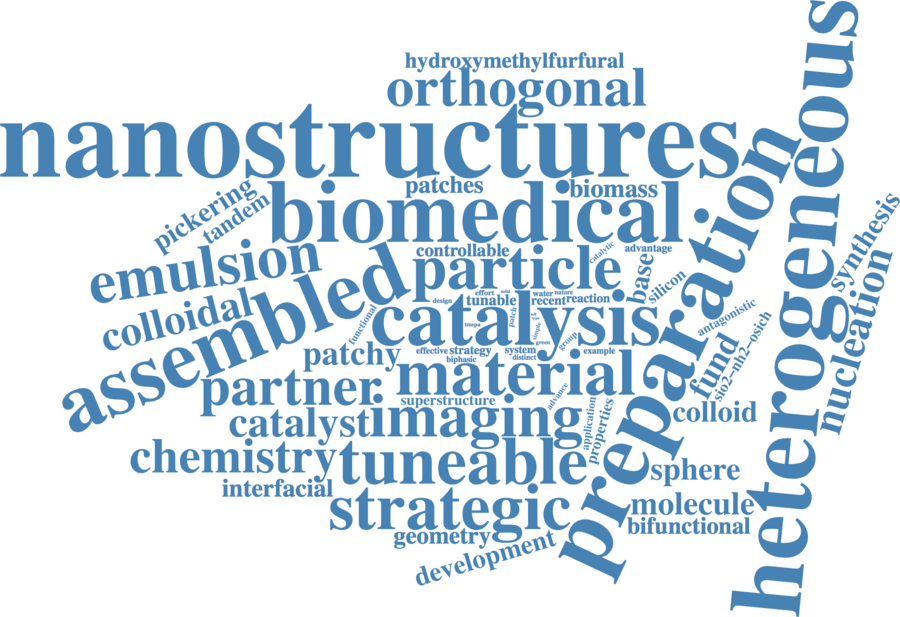 hydroxymethylfurfural
orthogonal
nanostructures
heterogeneous
preparation
patches
biomass
biomedical
pickering
tandem
controllable
catalytic
advantage
synthesis
emulsion
particle
base
silicon
nucleation
assembled
colloidal
effort
solid
water
nature
design
tunable
recent
reaction
functional
patch
catalysis
tempo
simple
group
green
antagonistic
patchy
effective
strategy
system
example
biphasic
distinct
fund
sio2-nh2-osich
partner
material
superstructure
advance
application
properties
colloid
catalyst
imaging
chemistry
tuneable
sphere
interfacial
strategic
molecule
bifunctional
geometry
development